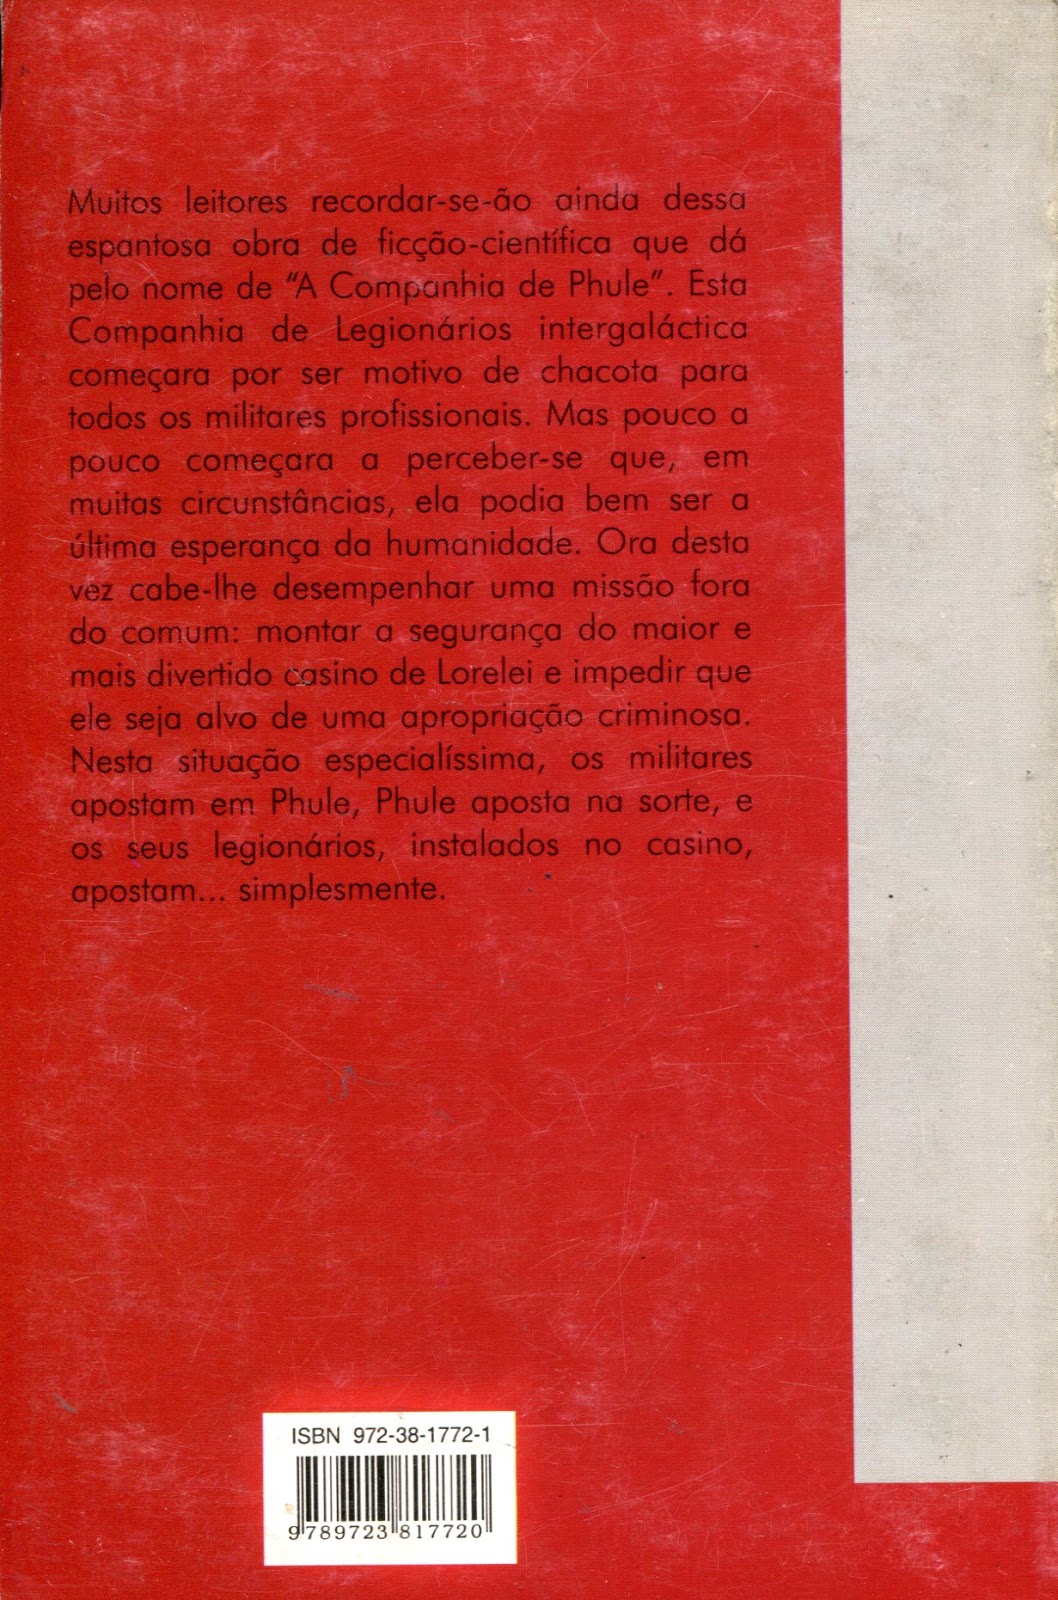 Muitos leitores recordar-se-ão ainda dessa
espantosa obra de ficção-científica que dá
pelo nome de “A Companhia de Phule”. Esta
Companhia de Legionários intergaláctica
começara por ser motivo de chacota para
todos os militares profissionais. Mas pouco a
pouco começara a perceber-se que, em
muitas circunstâncias, ela podia bem ser a
última esperança da humanidade. Ora desta
vez cabe-lhe desempenhar uma missão fora
do comum: montar a segurança do maior e
mais divertido casino de Lorelei e impedir que
ele seja alvo de uma apropriação criminosa.
Nesta situação especialíssima, os militares
apostam em Phule, Phule aposta na sorte, e
os seus legionários, instalados no casino,
apostam... simplesmente.
ISBN 972-38-1772-1
9789723817720